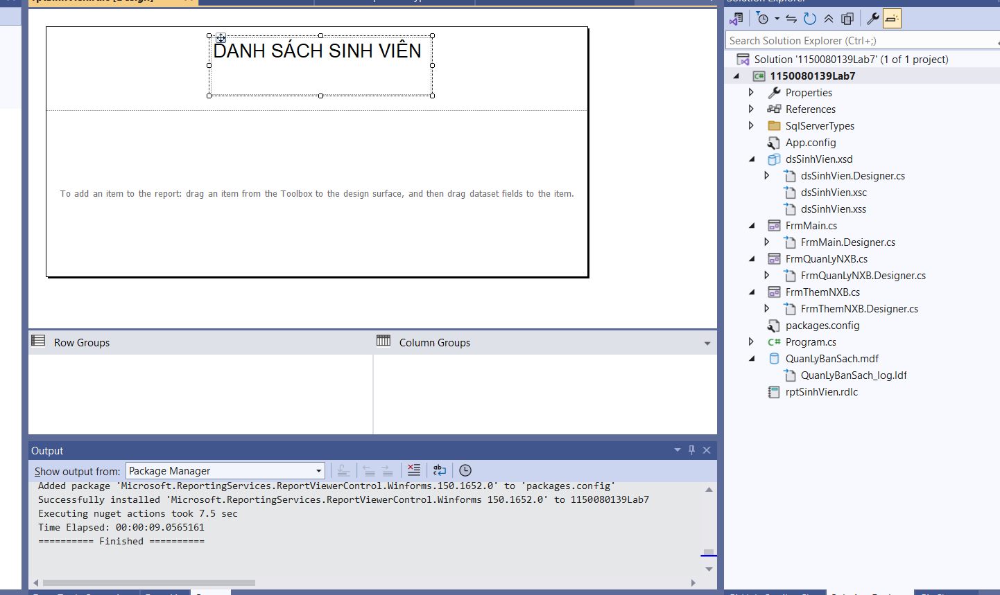 DANH SÁCH SINH VIÊN
To add an item to the report: drag an item from the Toolbox to the design surface, and then drag dataset fields to the item.
Row Groups
Column Groups
Output
Show output from: Package Manager
Added package 'Microsoft.ReportingServices.ReportViewerControl.Winforms.150.1652.0' to 'packages.config'
Successfully installed 'Microsoft.ReportingServices.ReportViewerControl.Winforms 150.1652.0' to 1150080139Lab7
Executing nuget actions took 7.5 sec
Time Elapsed: 00:00:09.0565161
========== Finished ==========
Search Solution Explorer (Ctrl+;)
Solution '1150080139Lab7' (1 of 1 project)
1150080139Lab7
Properties
References
SqlServerTypes
App.config
dsSinhVien.xsd
dsSinhVien.Designer.cs
dsSinhVien.xsc
dsSinhVien.xss
FrmMain.cs
FrmMain.Designer.cs
FrmQuanLyNXB.cs
FrmQuanLyNXB.Designer.cs
FrmThemNXB.cs
FrmThemNXB.Designer.cs
packages.config
Program.cs
QuanLyBanSach.mdf
QuanLyBanSach_log.ldf
rptSinhVien.rdlc